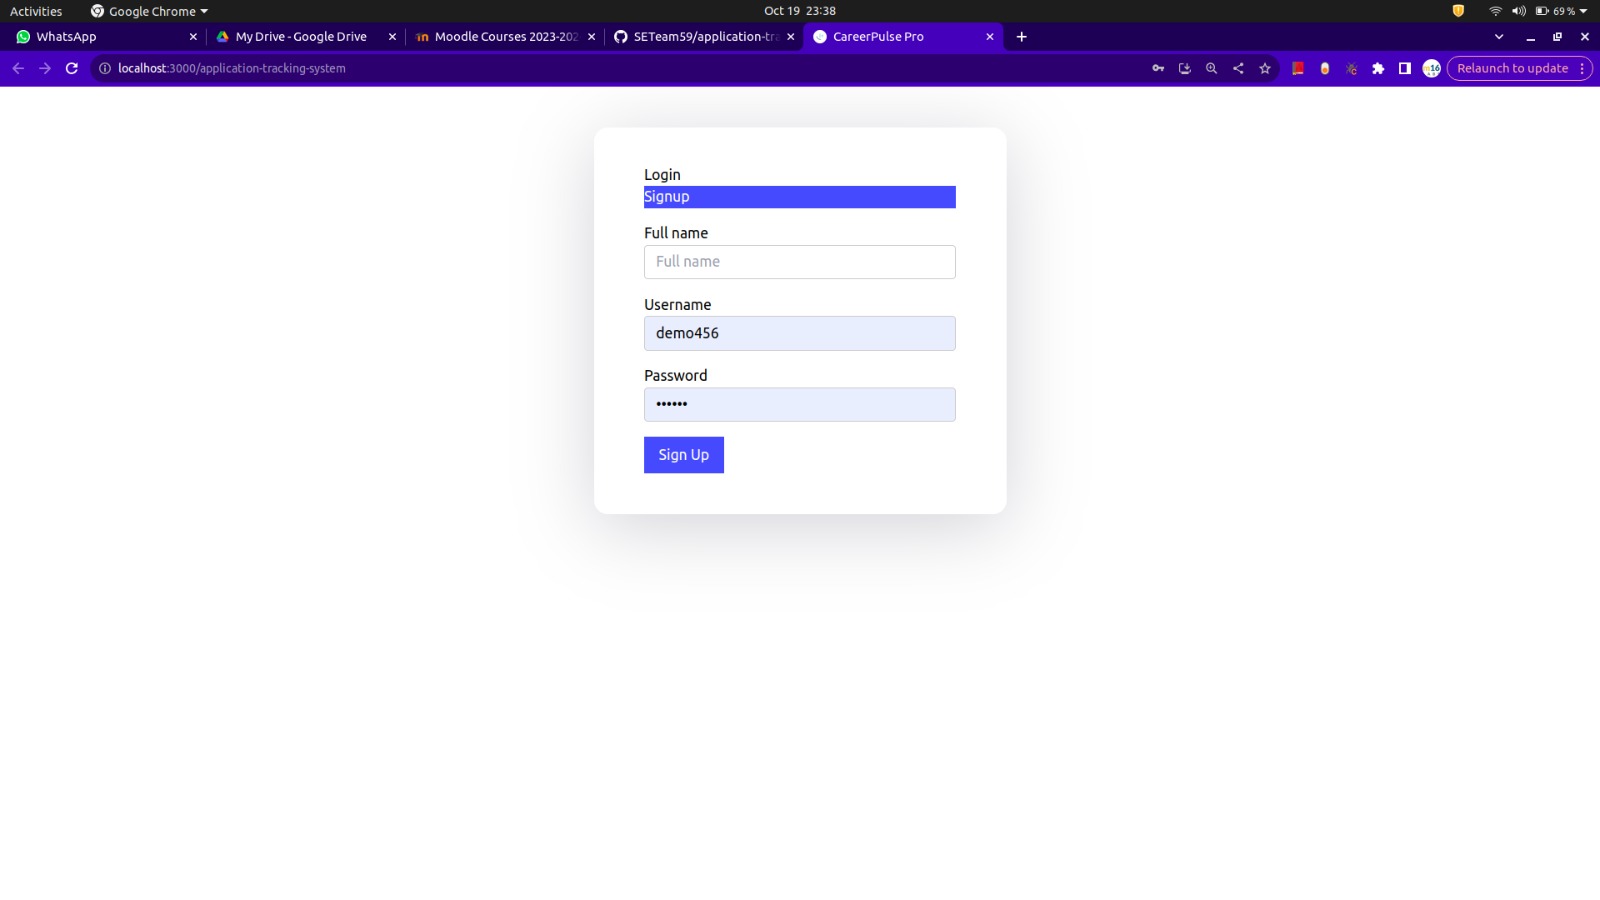 Activities Google Chrome Oct 19 23:38 69 %
WhatsApp My Drive - Google Drive Moodle Courses 2023-202 SETeam59/application-tra CareerPulse Pro
localhost:3000/application-tracking-system Relaunch to update
Login
Signup
Full name
Full name
Username
demo456
Password
••••••
Sign Up